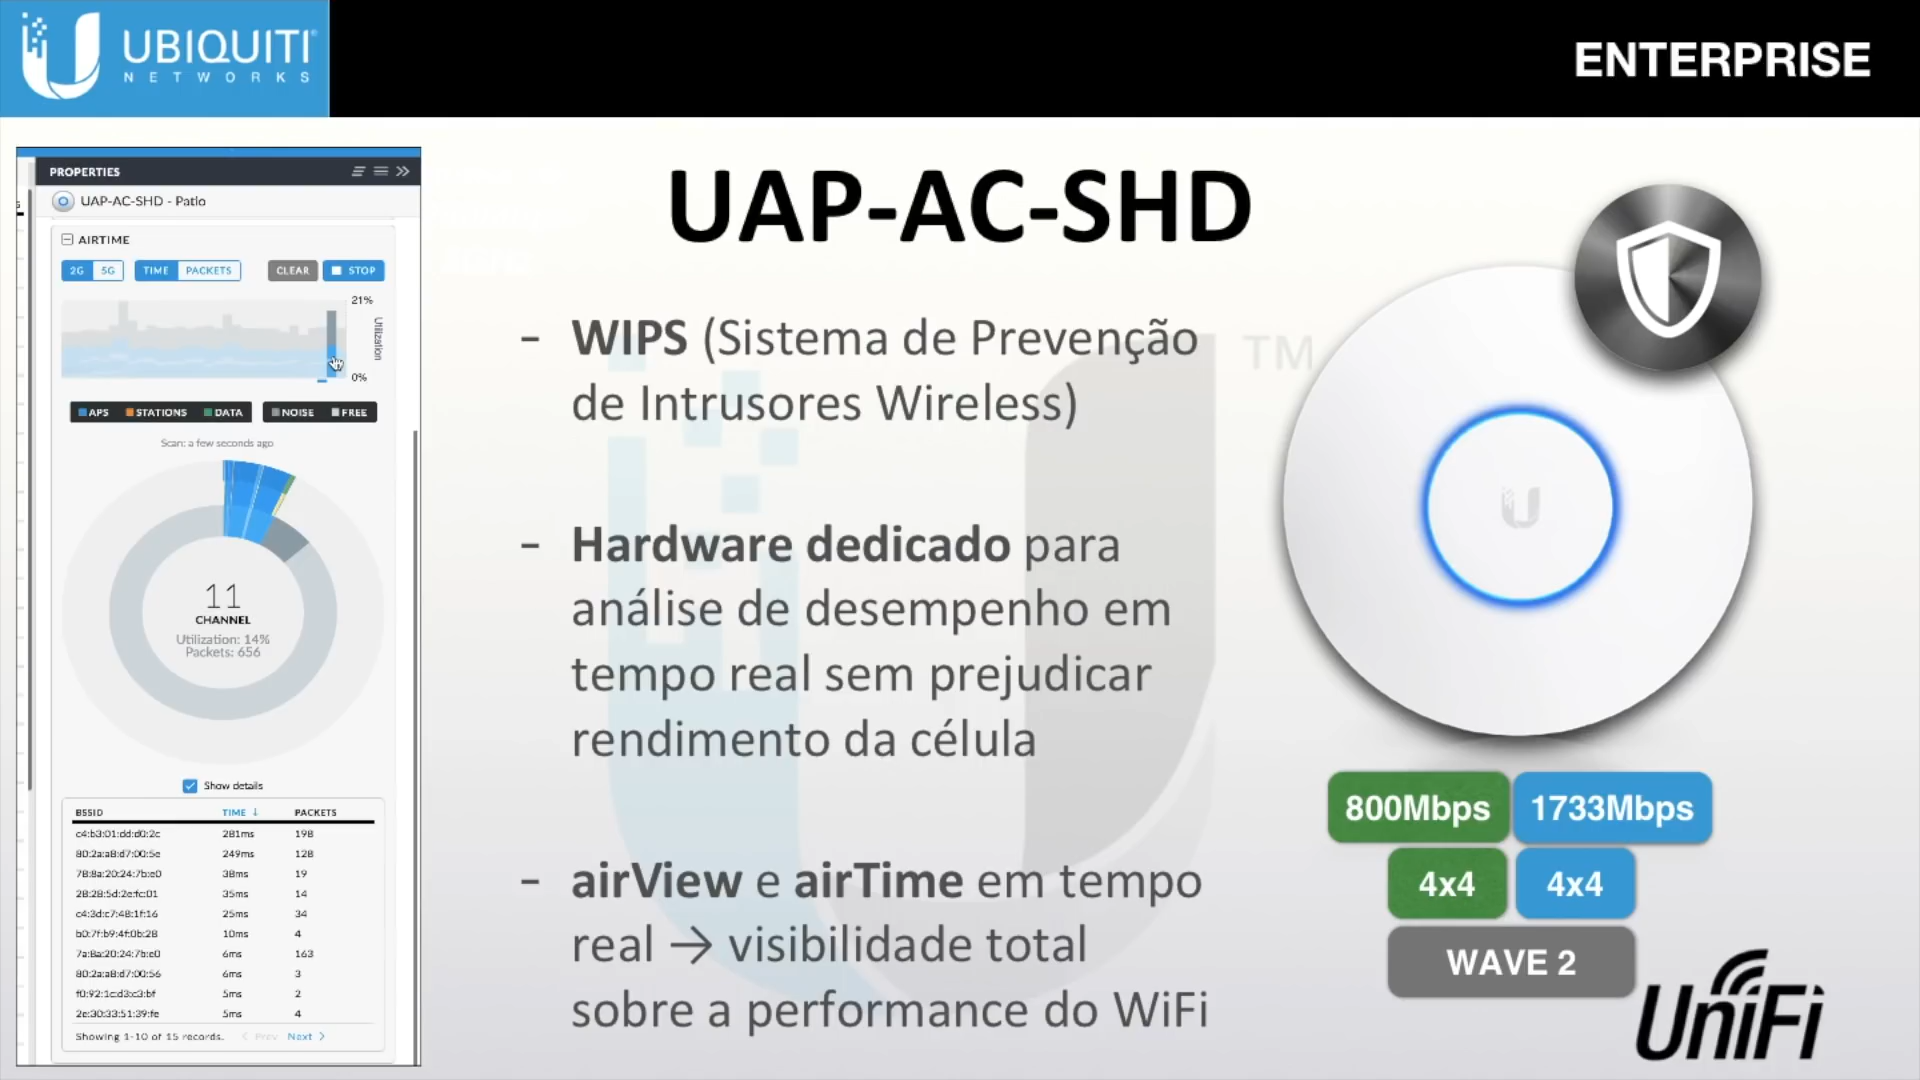 UBIQUITI
NETWORKS
ENTERPRISE
PROPERTIES
UAP-AC-SHD - Patio
AIRTIME
2G 5G TIME PACKETS CLEAR STOP
21%
Utilization
0%
APS STATIONS DATA NOISE FREE
Scan: a few seconds ago
11
CHANNEL
Utilization: 14%
Packets: 656
Show details
BSSID TIME ↓ PACKETS
c4:b3:01:dd:d0:2c 281ms 198
80:2a:a8:d7:00:5e 249ms 128
78:8a:20:24:7b:e0 38ms 19
28:28:5d:2e:fc:01 35ms 14
c4:3d:c7:48:1f:16 25ms 34
b0:7f:b9:4f:0b:28 10ms 4
7a:8a:20:24:7b:e0 6ms 163
80:2a:a8:d7:00:56 6ms 3
f0:92:1c:d3:c3:bf 5ms 2
2e:30:33:51:39:fe 5ms 4
Showing 1-10 of 15 records. < Prev Next >
UAP-AC-SHD
- WIPS (Sistema de Prevenção
de Intrusores Wireless)
- Hardware dedicado para
análise de desempenho em
tempo real sem prejudicar
rendimento da célula
- airView e airTime em tempo
real → visibilidade total
sobre a performance do WiFi
TM
800Mbps 1733Mbps
4x4 4x4
WAVE 2
UniFi